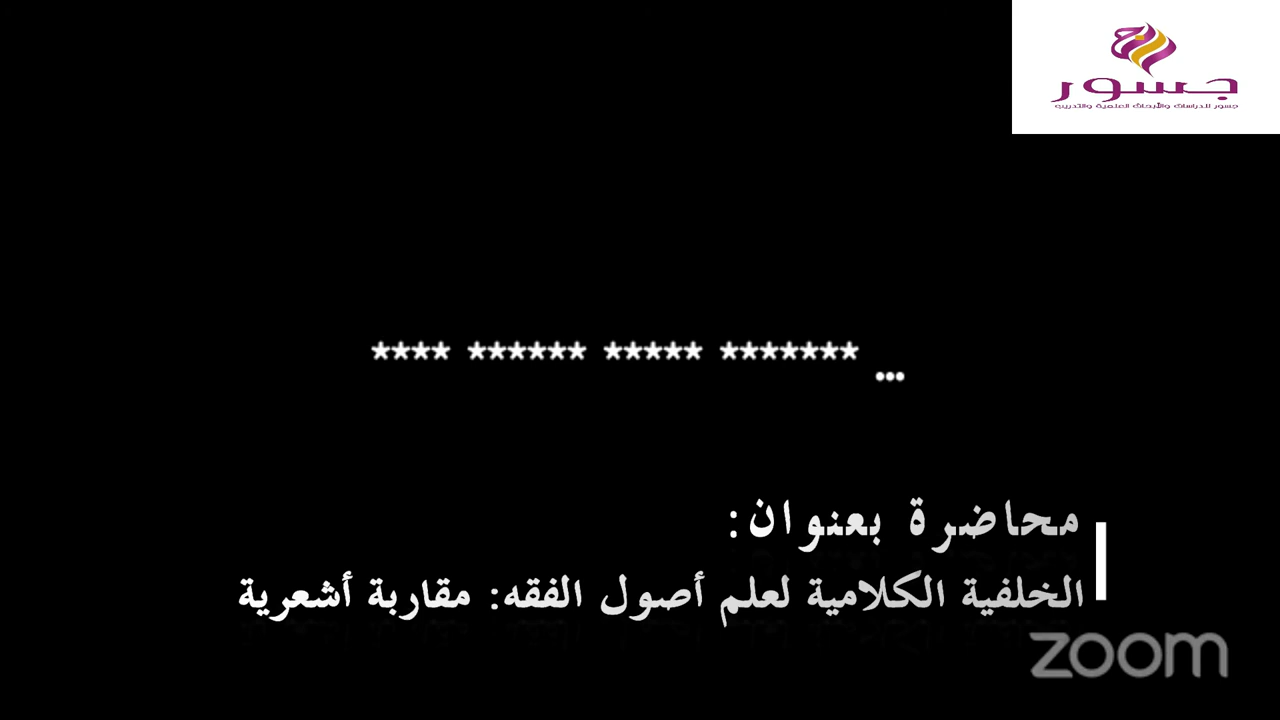 جسور
جسور للدراسات والأبحاث العلمية والتدريب
**** ****** ***** ******* ...
محاضرة بعنوان:
الخلفية الكلامية لعلم أصول الفقه: مقاربة أشعرية
zoom